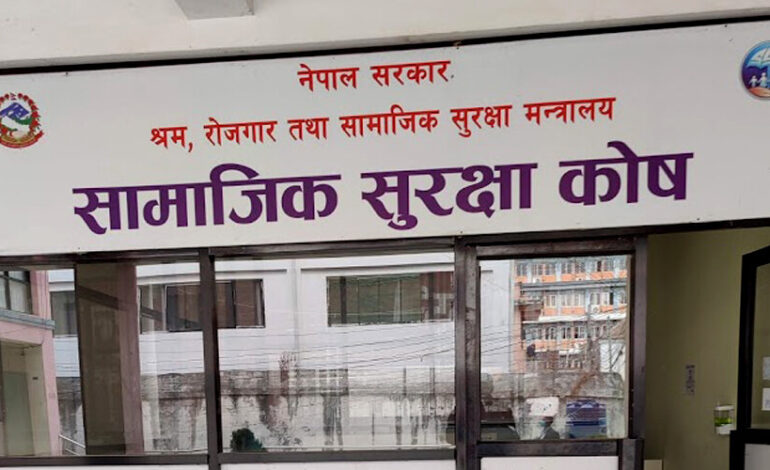 नेपाल सरकार
श्रम, रोजगार तथा सामाजिक सुरक्षा मन्त्रालय
सामाजिक सुरक्षा कोष